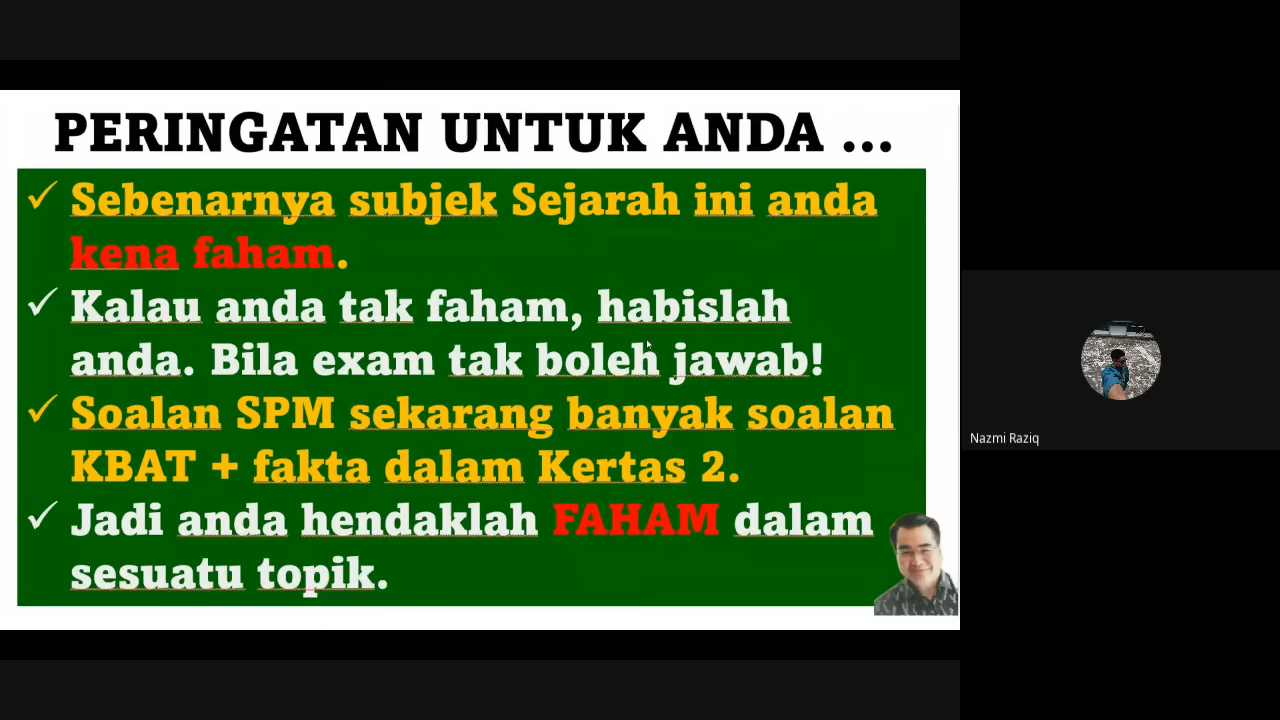 PERINGATAN UNTUK ANDA ...
✓ Sebenarnya subjek Sejarah ini anda
kena faham.
✓ Kalau anda tak faham, habislah
anda. Bila exam tak boleh jawab!
✓ Soalan SPM sekarang banyak soalan
KBAT + fakta dalam Kertas 2.
✓ Jadi anda hendaklah FAHAM dalam
sesuatu topik.
Nazmi Raziq